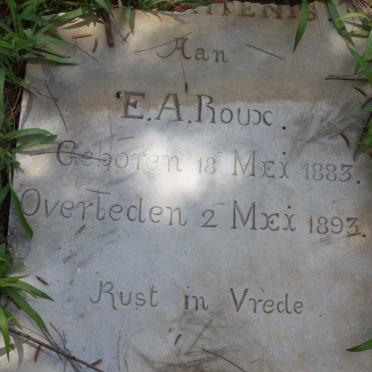 Aan
E. A. Roux.
Geboren 18 Mei 1883.
Overleden 2 Mei 1893.
Rust in Vrede